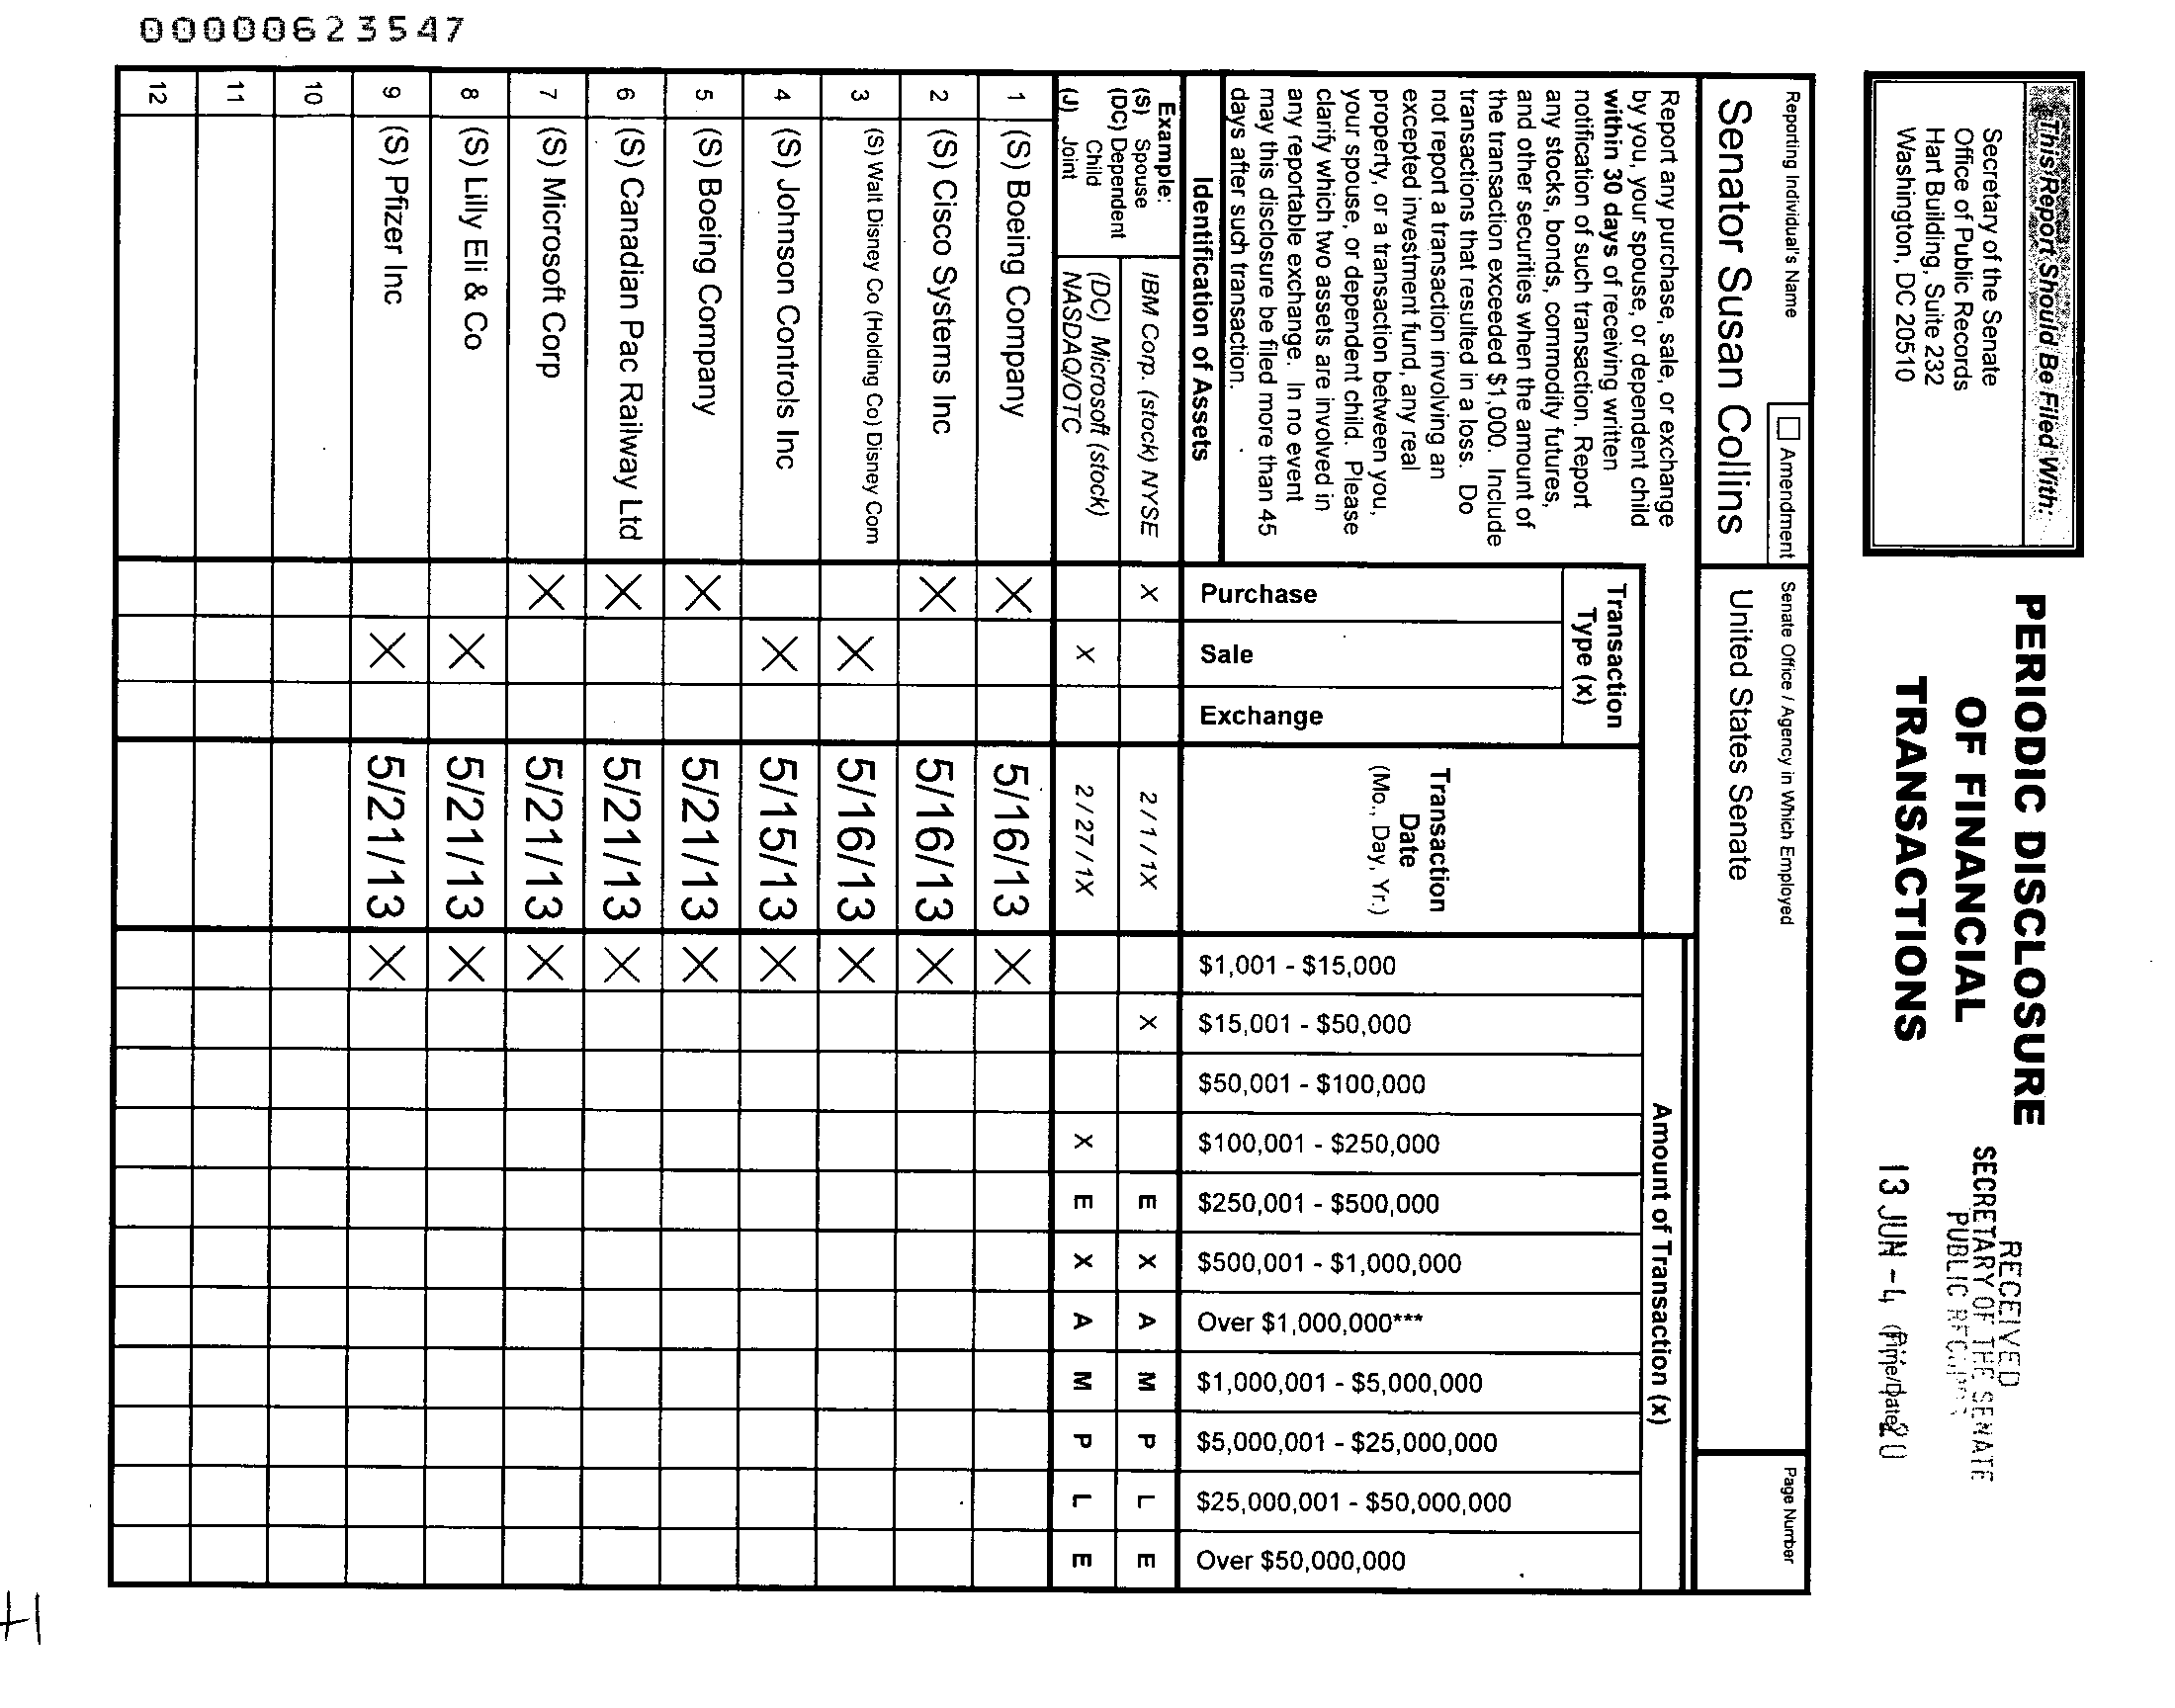 00000623547
This Report Should Be Filed With:
Secretary of the Senate
Office of Public Records
Hart Building, Suite 232
Washington, DC 20510
PERIODIC DISCLOSURE
OF FINANCIAL
TRANSACTIONS
RECEIVED
SECRETARY OF THE SENATE
PUBLIC
13 JUN -4
Reporting Individual's Name
Amendment
Senate Office / Agency in Which Employed
Page Number
Senator Susan Collins
United States Senate
Report any purchase, sale, or exchange
by you, your spouse, or dependent child
within 30 days of receiving written
notification of such transaction. Report
any stocks, bonds, commodity futures,
and other securities when the amount of
the transaction exceeded $1,000. Include
transactions that resulted in a loss. Do
not report a transaction involving an
excepted investment fund, any real
property, or a transaction between you,
your spouse, or dependent child. Please
clarify which two assets are involved in
any reportable exchange. In no event
may this disclosure be filed more than 45
days after such transaction.
Transaction
Type (x)
Transaction
Date
(Mo., Day, Yr.)
Amount of Transaction (x)
Identification of Assets
Purchase
Sale
Exchange
$1,001 - $15,000
$15,001 - $50,000
$50,001 - $100,000
$100,001 - $250,000
$250,001 - $500,000
$500,001 - $1,000,000
Over $1,000,000***
$1,000,001 - $5,000,000
$5,000,001 - $25,000,000
$25,000,001 - $50,000,000
Over $50,000,000
Example:
(S) Spouse
(DC) Dependent
Child
(J) Joint
IBM Corp. (stock) NYSE X 2 / 1 / 1X X E X A M P L E
(DC) Microsoft (stock)
NASDAQ/OTC X 2 / 27 / 1X X E X A M P L E
1 (S) Boeing Company X 5/16/13 X
2 (S) Cisco Systems Inc X 5/16/13 X
3 (S) Walt Disney Co (Holding Co) Disney Com X 5/16/13 X
4 (S) Johnson Controls Inc X 5/15/13 X
5 (S) Boeing Company X 5/21/13 X
6 (S) Canadian Pac Railway Ltd X 5/21/13 X
7 (S) Microsoft Corp X 5/21/13 X
8 (S) Lilly Eli & Co X 5/21/13 X
9 (S) Pfizer Inc X 5/21/13 X
10
11
12